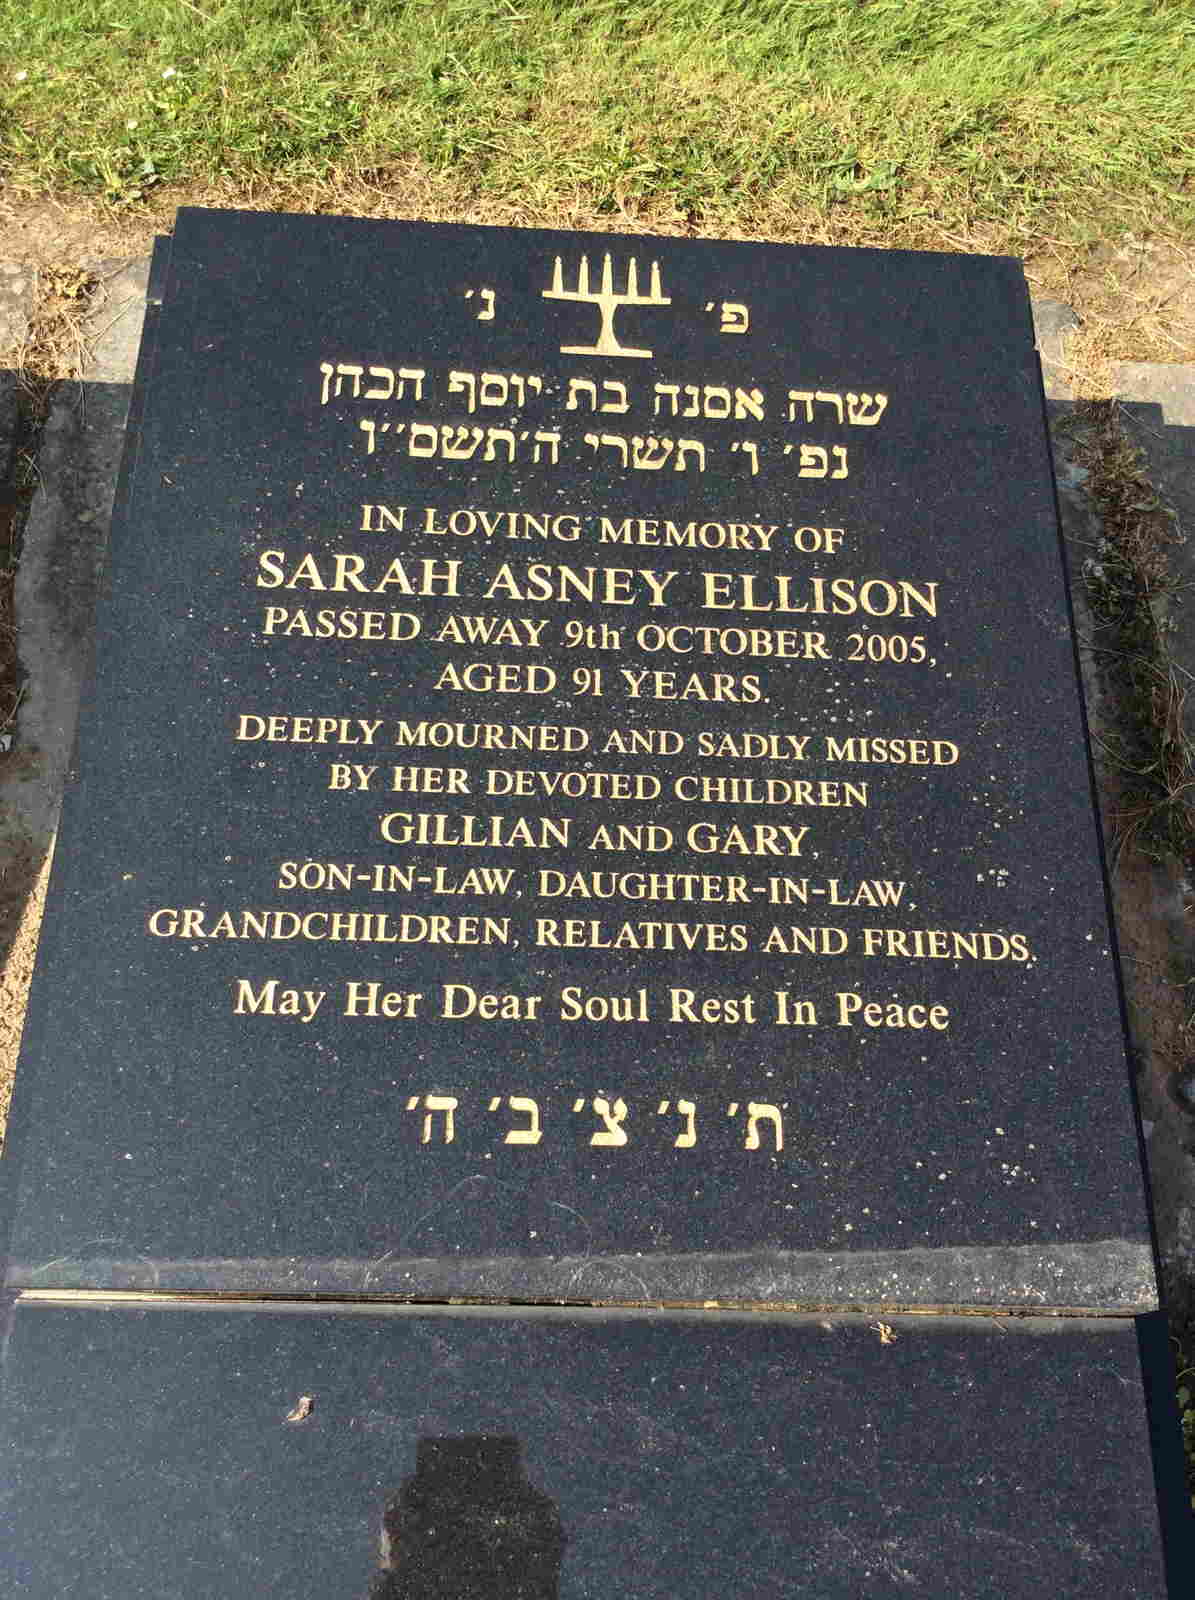 פ׳ נ׳
שרה אסנה בת יוסף הכהן
נפ׳ ו׳ תשרי ה׳תשס׳׳ו
IN LOVING MEMORY OF
SARAH ASNEY ELLISON
PASSED AWAY 9th OCTOBER 2005,
AGED 91 YEARS.
DEEPLY MOURNED AND SADLY MISSED
BY HER DEVOTED CHILDREN
GILLIAN AND GARY,
SON-IN-LAW, DAUGHTER-IN-LAW,
GRANDCHILDREN, RELATIVES AND FRIENDS.
May Her Dear Soul Rest In Peace
ת׳ נ׳ צ׳ ב׳ ה׳